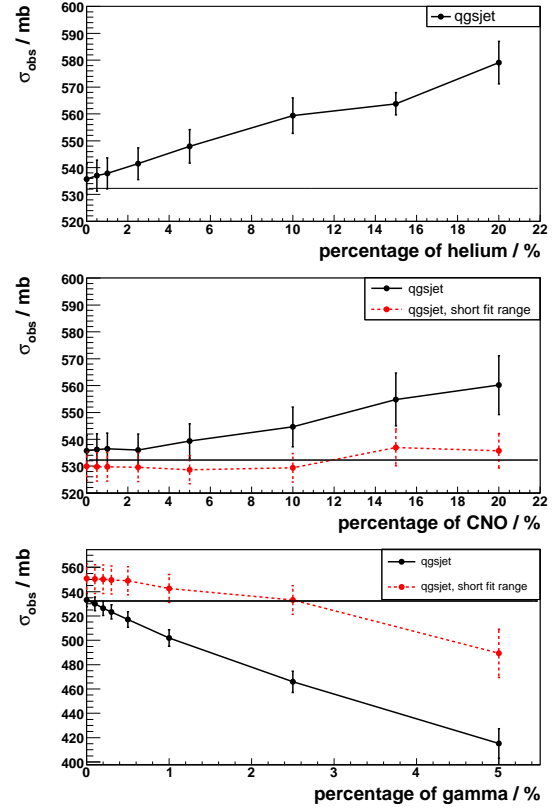 σobs / mb
600
590
580
570
560
550
540
530
520
qgsjet
0 2 4 6 8 10 12 14 16 18 20 22
percentage of helium / %
σobs / mb
600
590
580
570
560
550
540
530
520
qgsjet
qgsjet, short fit range
0 2 4 6 8 10 12 14 16 18 20 22
percentage of CNO / %
σobs / mb
560
540
520
500
480
460
440
420
400
qgsjet
qgsjet, short fit range
0 1 2 3 4 5
percentage of gamma / %